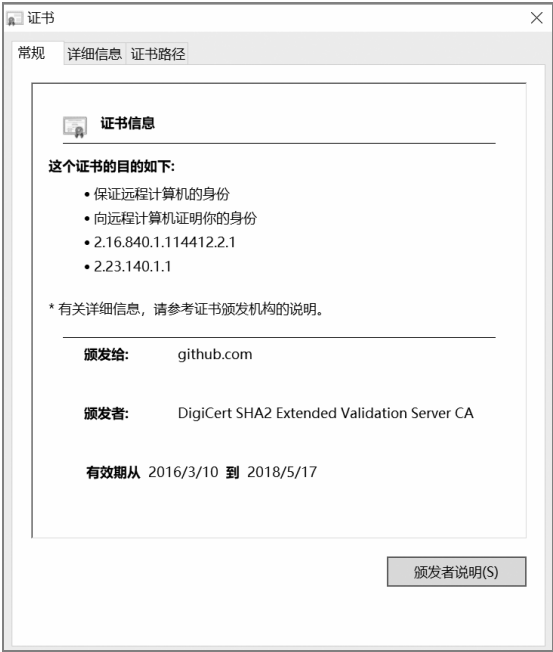 证书
常规 详细信息 证书路径
证书信息
这个证书的目的如下:
• 保证远程计算机的身份
• 向远程计算机证明你的身份
• 2.16.840.1.114412.2.1
• 2.23.140.1.1
* 有关详细信息，请参考证书颁发机构的说明。
颁发给: github.com
颁发者: DigiCert SHA2 Extended Validation Server CA
有效期从 2016/3/10 到 2018/5/17
颁发者说明(S)